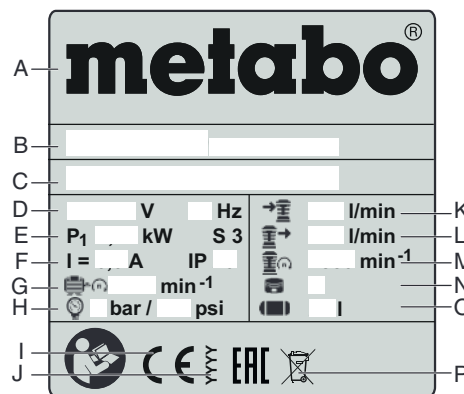 metabo®
A
B
C
D V Hz
E P1 kW S 3
F I = A IP
G min-1
H bar / psi
K l/min
L l/min
M min-1
N
O l
I CE EAC
J
P